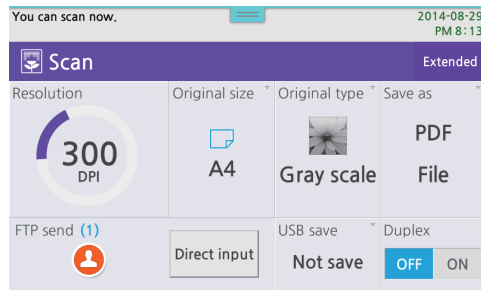 You can scan now.
2014-08-29
PM 8:13
Scan
Extended
Resolution
300
DPI
Original size
A4
Original type
Gray scale
Save as
PDF
File
FTP send (1)
Direct input
USB save
Not save
Duplex
OFF ON